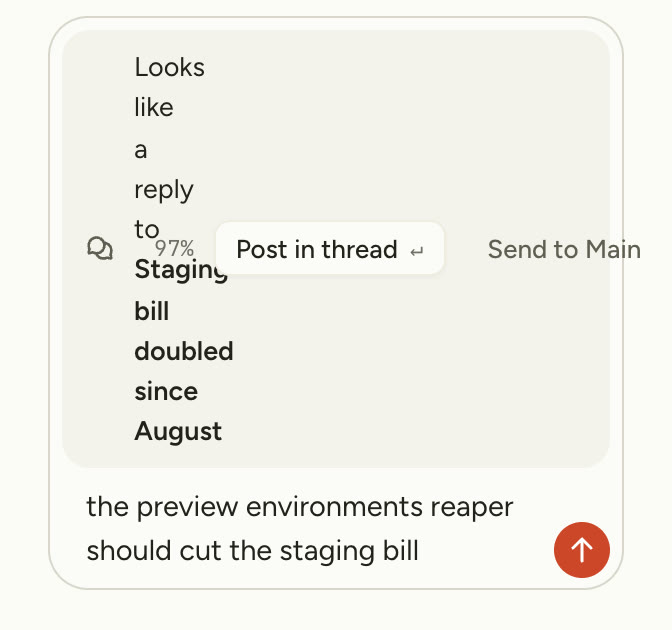 Looks
like
a
reply
to
97% Post in thread ↵ Send to Main
Staging
bill
doubled
since
August
the preview environments reaper
should cut the staging bill